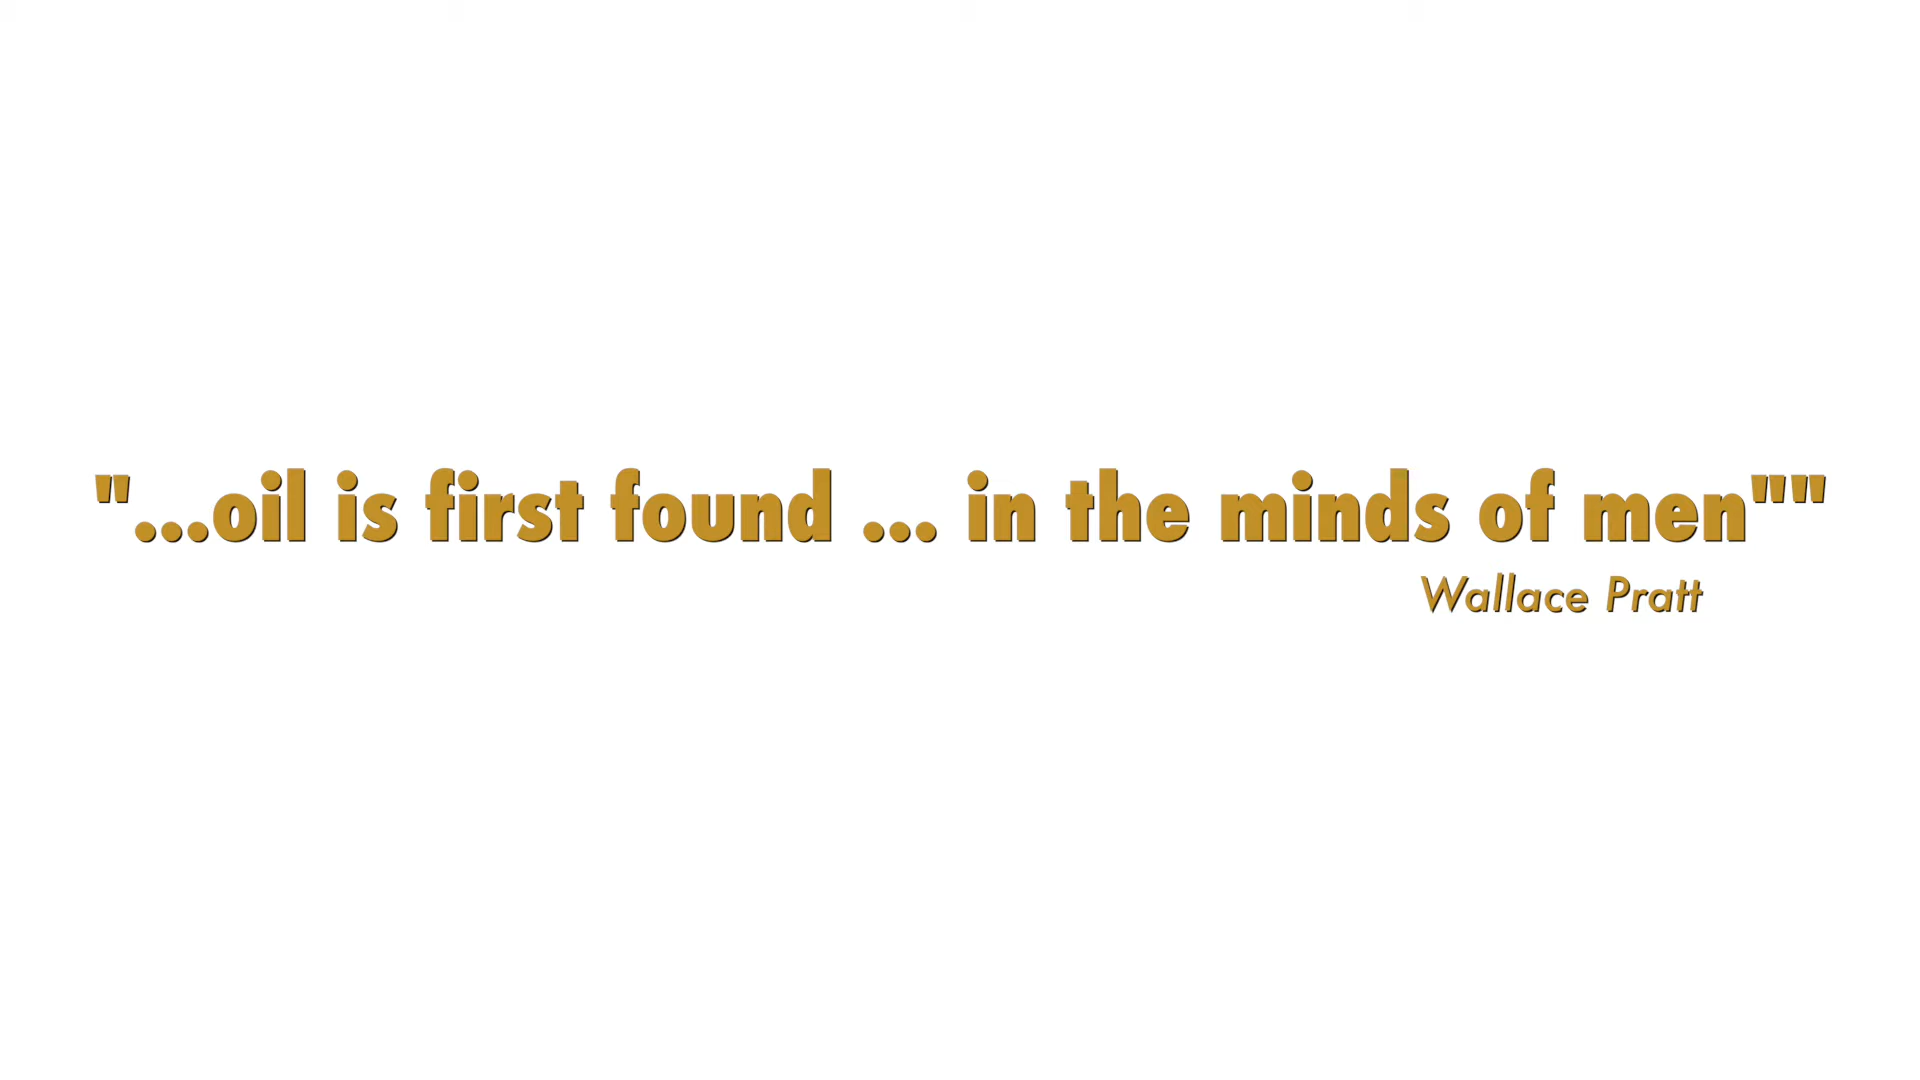 "...oil is first found ... in the minds of men""
Wallace Pratt